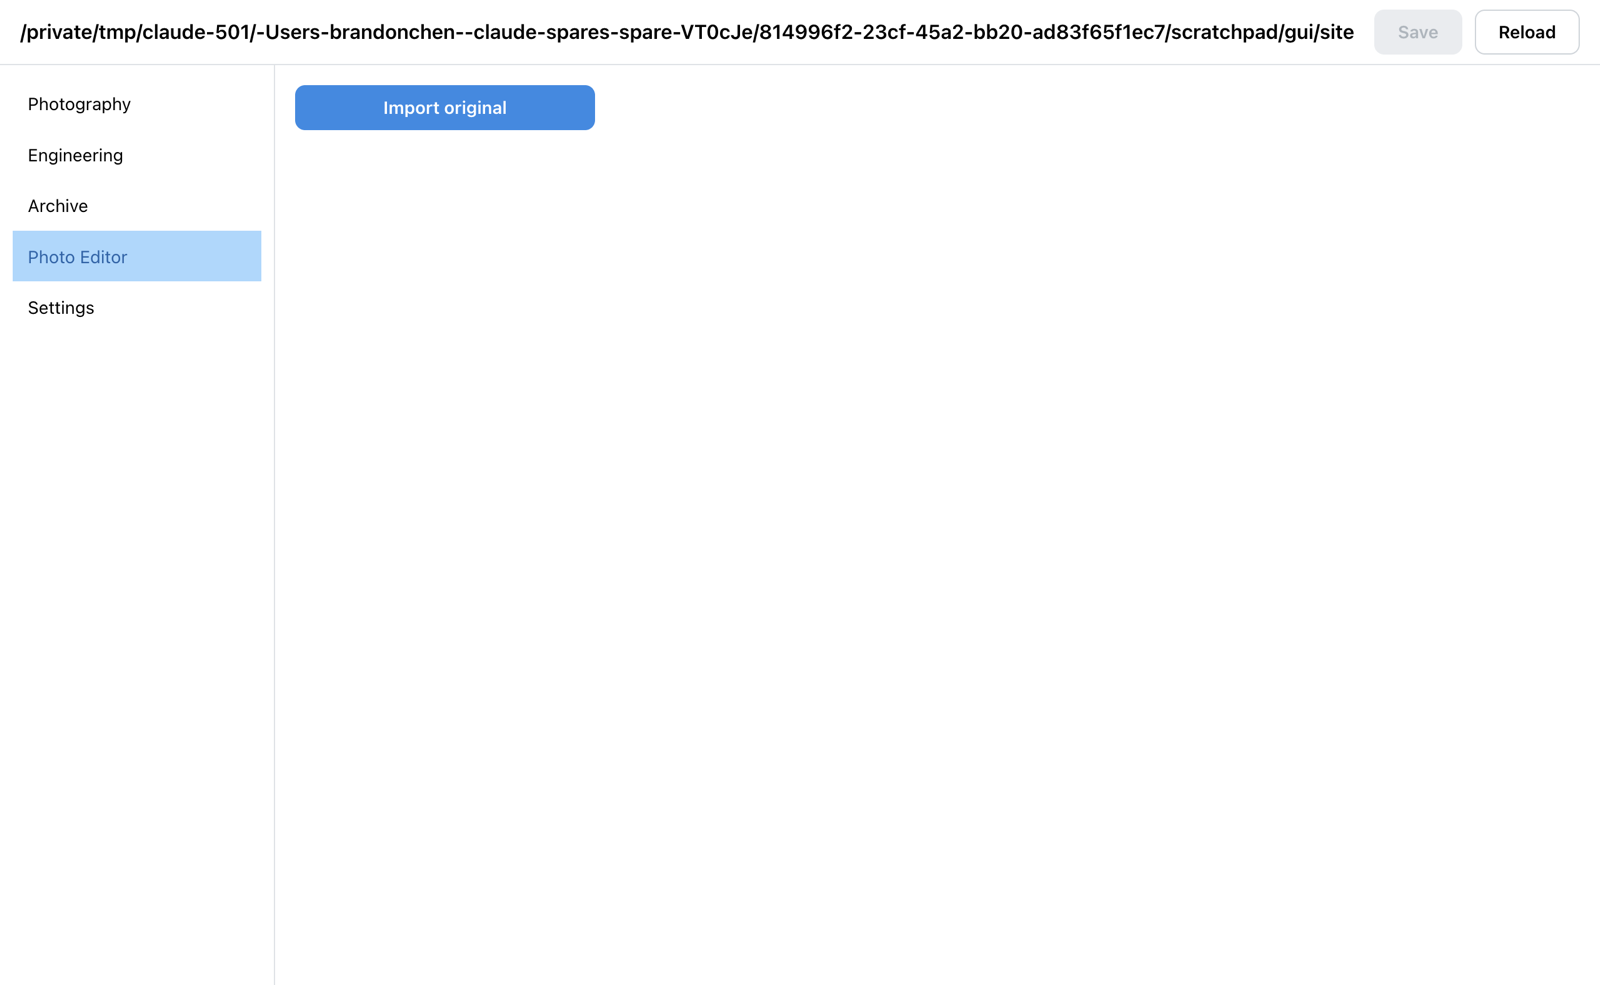 /private/tmp/claude-501/-Users-brandonchen--claude-spares-spare-VT0cJe/814996f2-23cf-45a2-bb20-ad83f65f1ec7/scratchpad/gui/site
Save
Reload
Photography
Engineering
Archive
Photo Editor
Settings
Import original